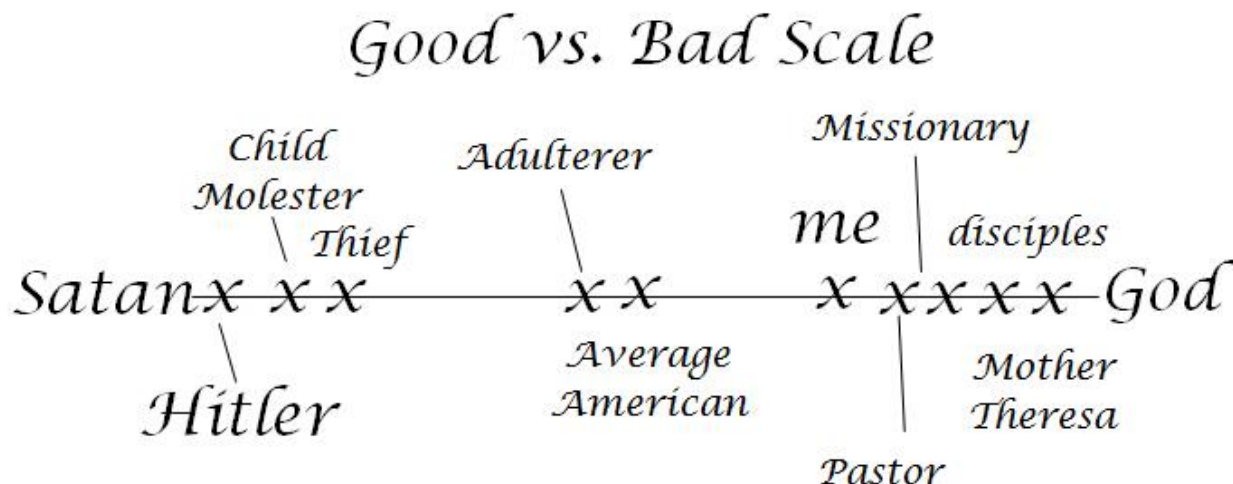 Good vs. Bad Scale
Missionary
Child
Molester
Adulterer
me
disciples
Thief
Satan x x x x x x x x x x God
Average
American
Mother
Theresa
Hitler
Pastor